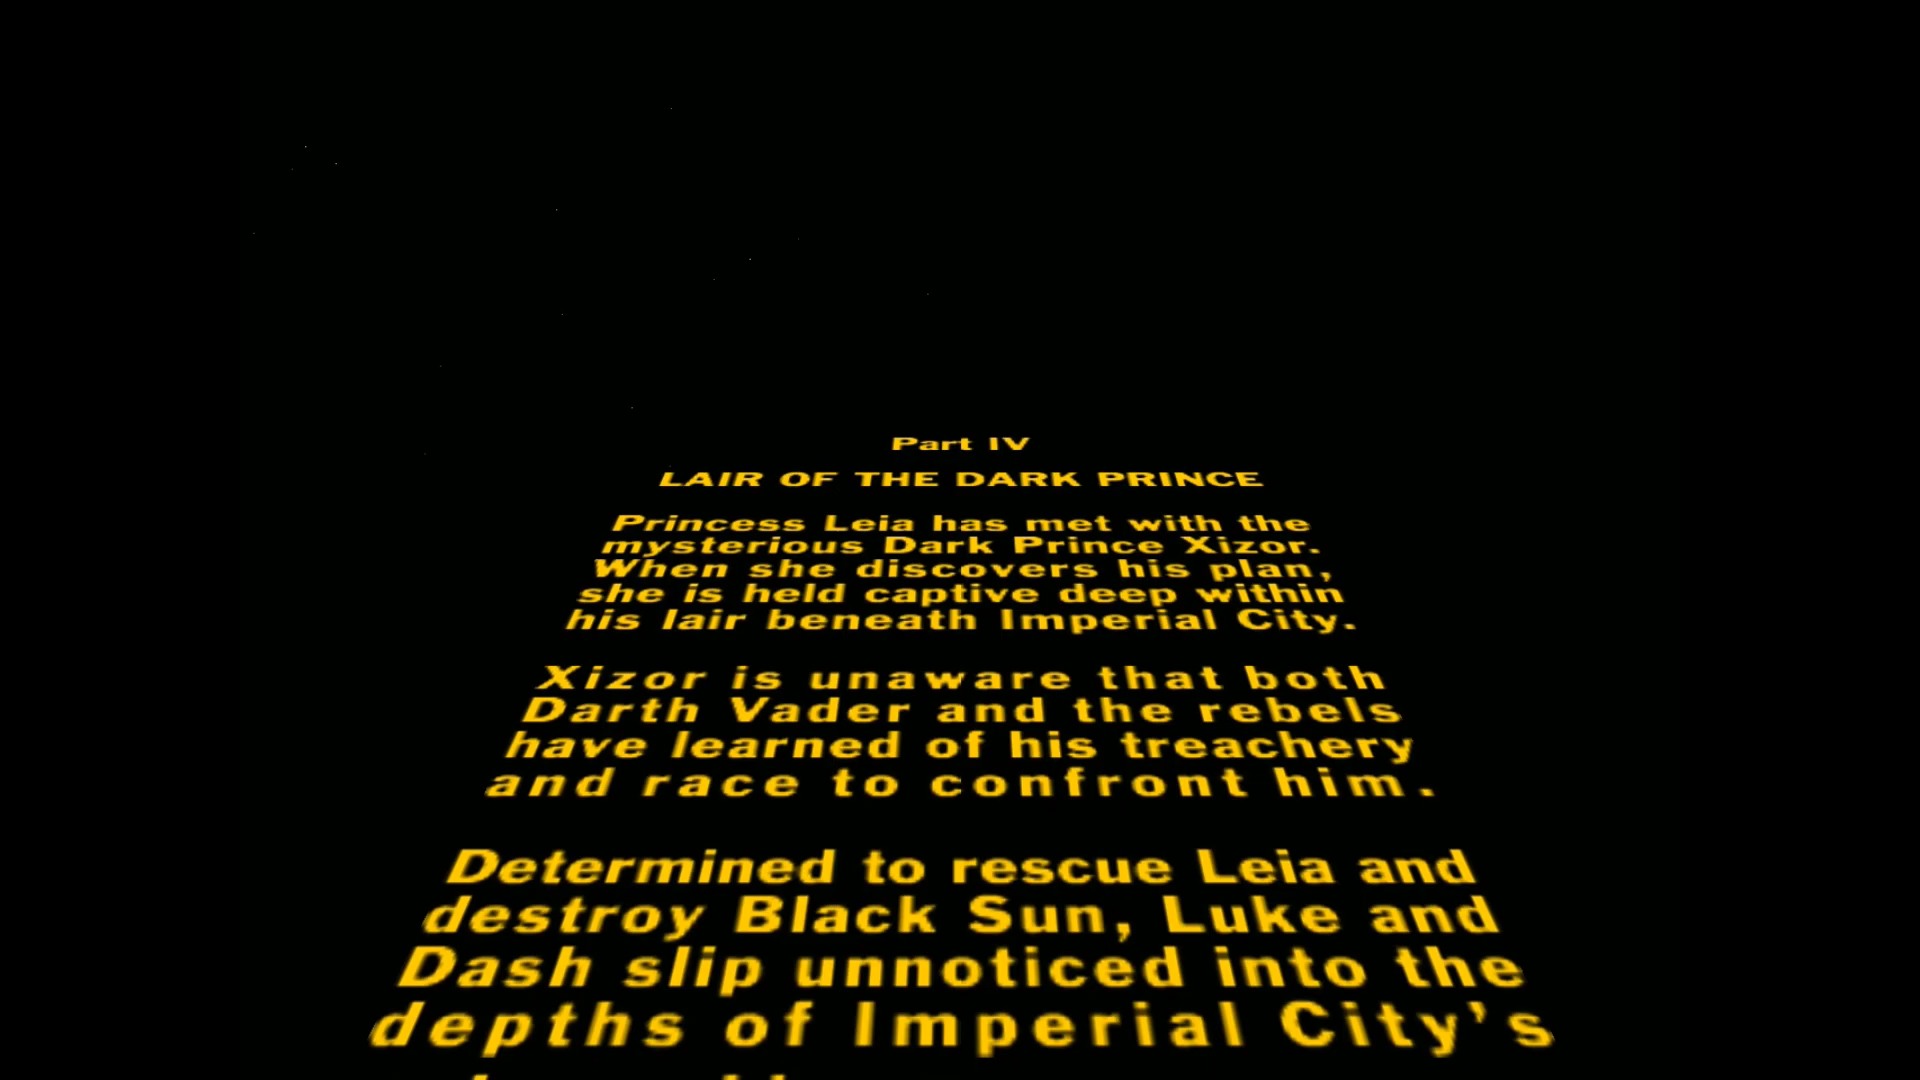 Part IV
LAIR OF THE DARK PRINCE
Princess Leia has met with the
mysterious Dark Prince Xizor.
When she discovers his plan,
she is held captive deep within
his lair beneath Imperial City.
Xizor is unaware that both
Darth Vader and the rebels
have learned of his treachery
and race to confront him.
Determined to rescue Leia and
destroy Black Sun, Luke and
Dash slip unnoticed into the
depths of Imperial City's